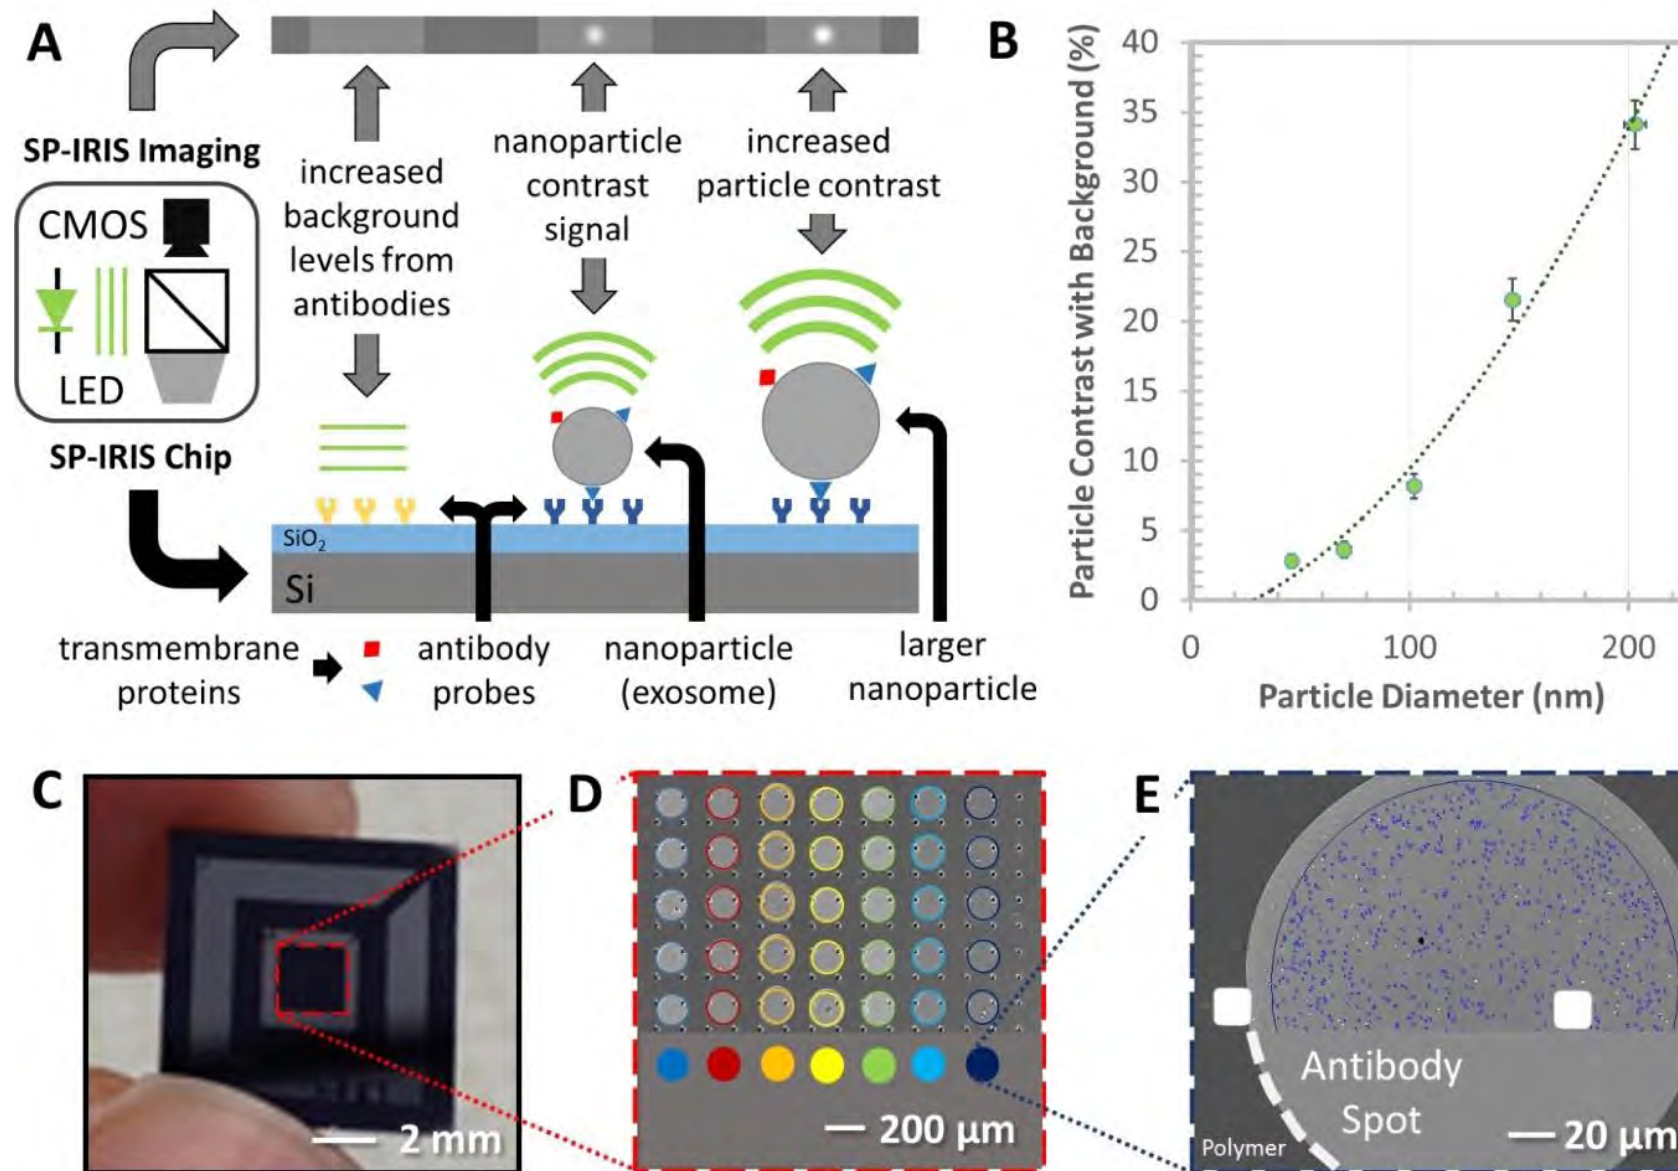 A
SP-IRIS Imaging
CMOS
LED
SP-IRIS Chip
increased
background
levels from
antibodies
nanoparticle
contrast
signal
increased
particle contrast
SiO2
Si
transmembrane
proteins
antibody
probes
nanoparticle
(exosome)
larger
nanoparticle
B
Particle Contrast with Background (%)
40
35
30
25
20
15
10
5
0
0
100
200
Particle Diameter (nm)
C
2 mm
D
200 μm
E
Antibody
Spot
Polymer
20 μm